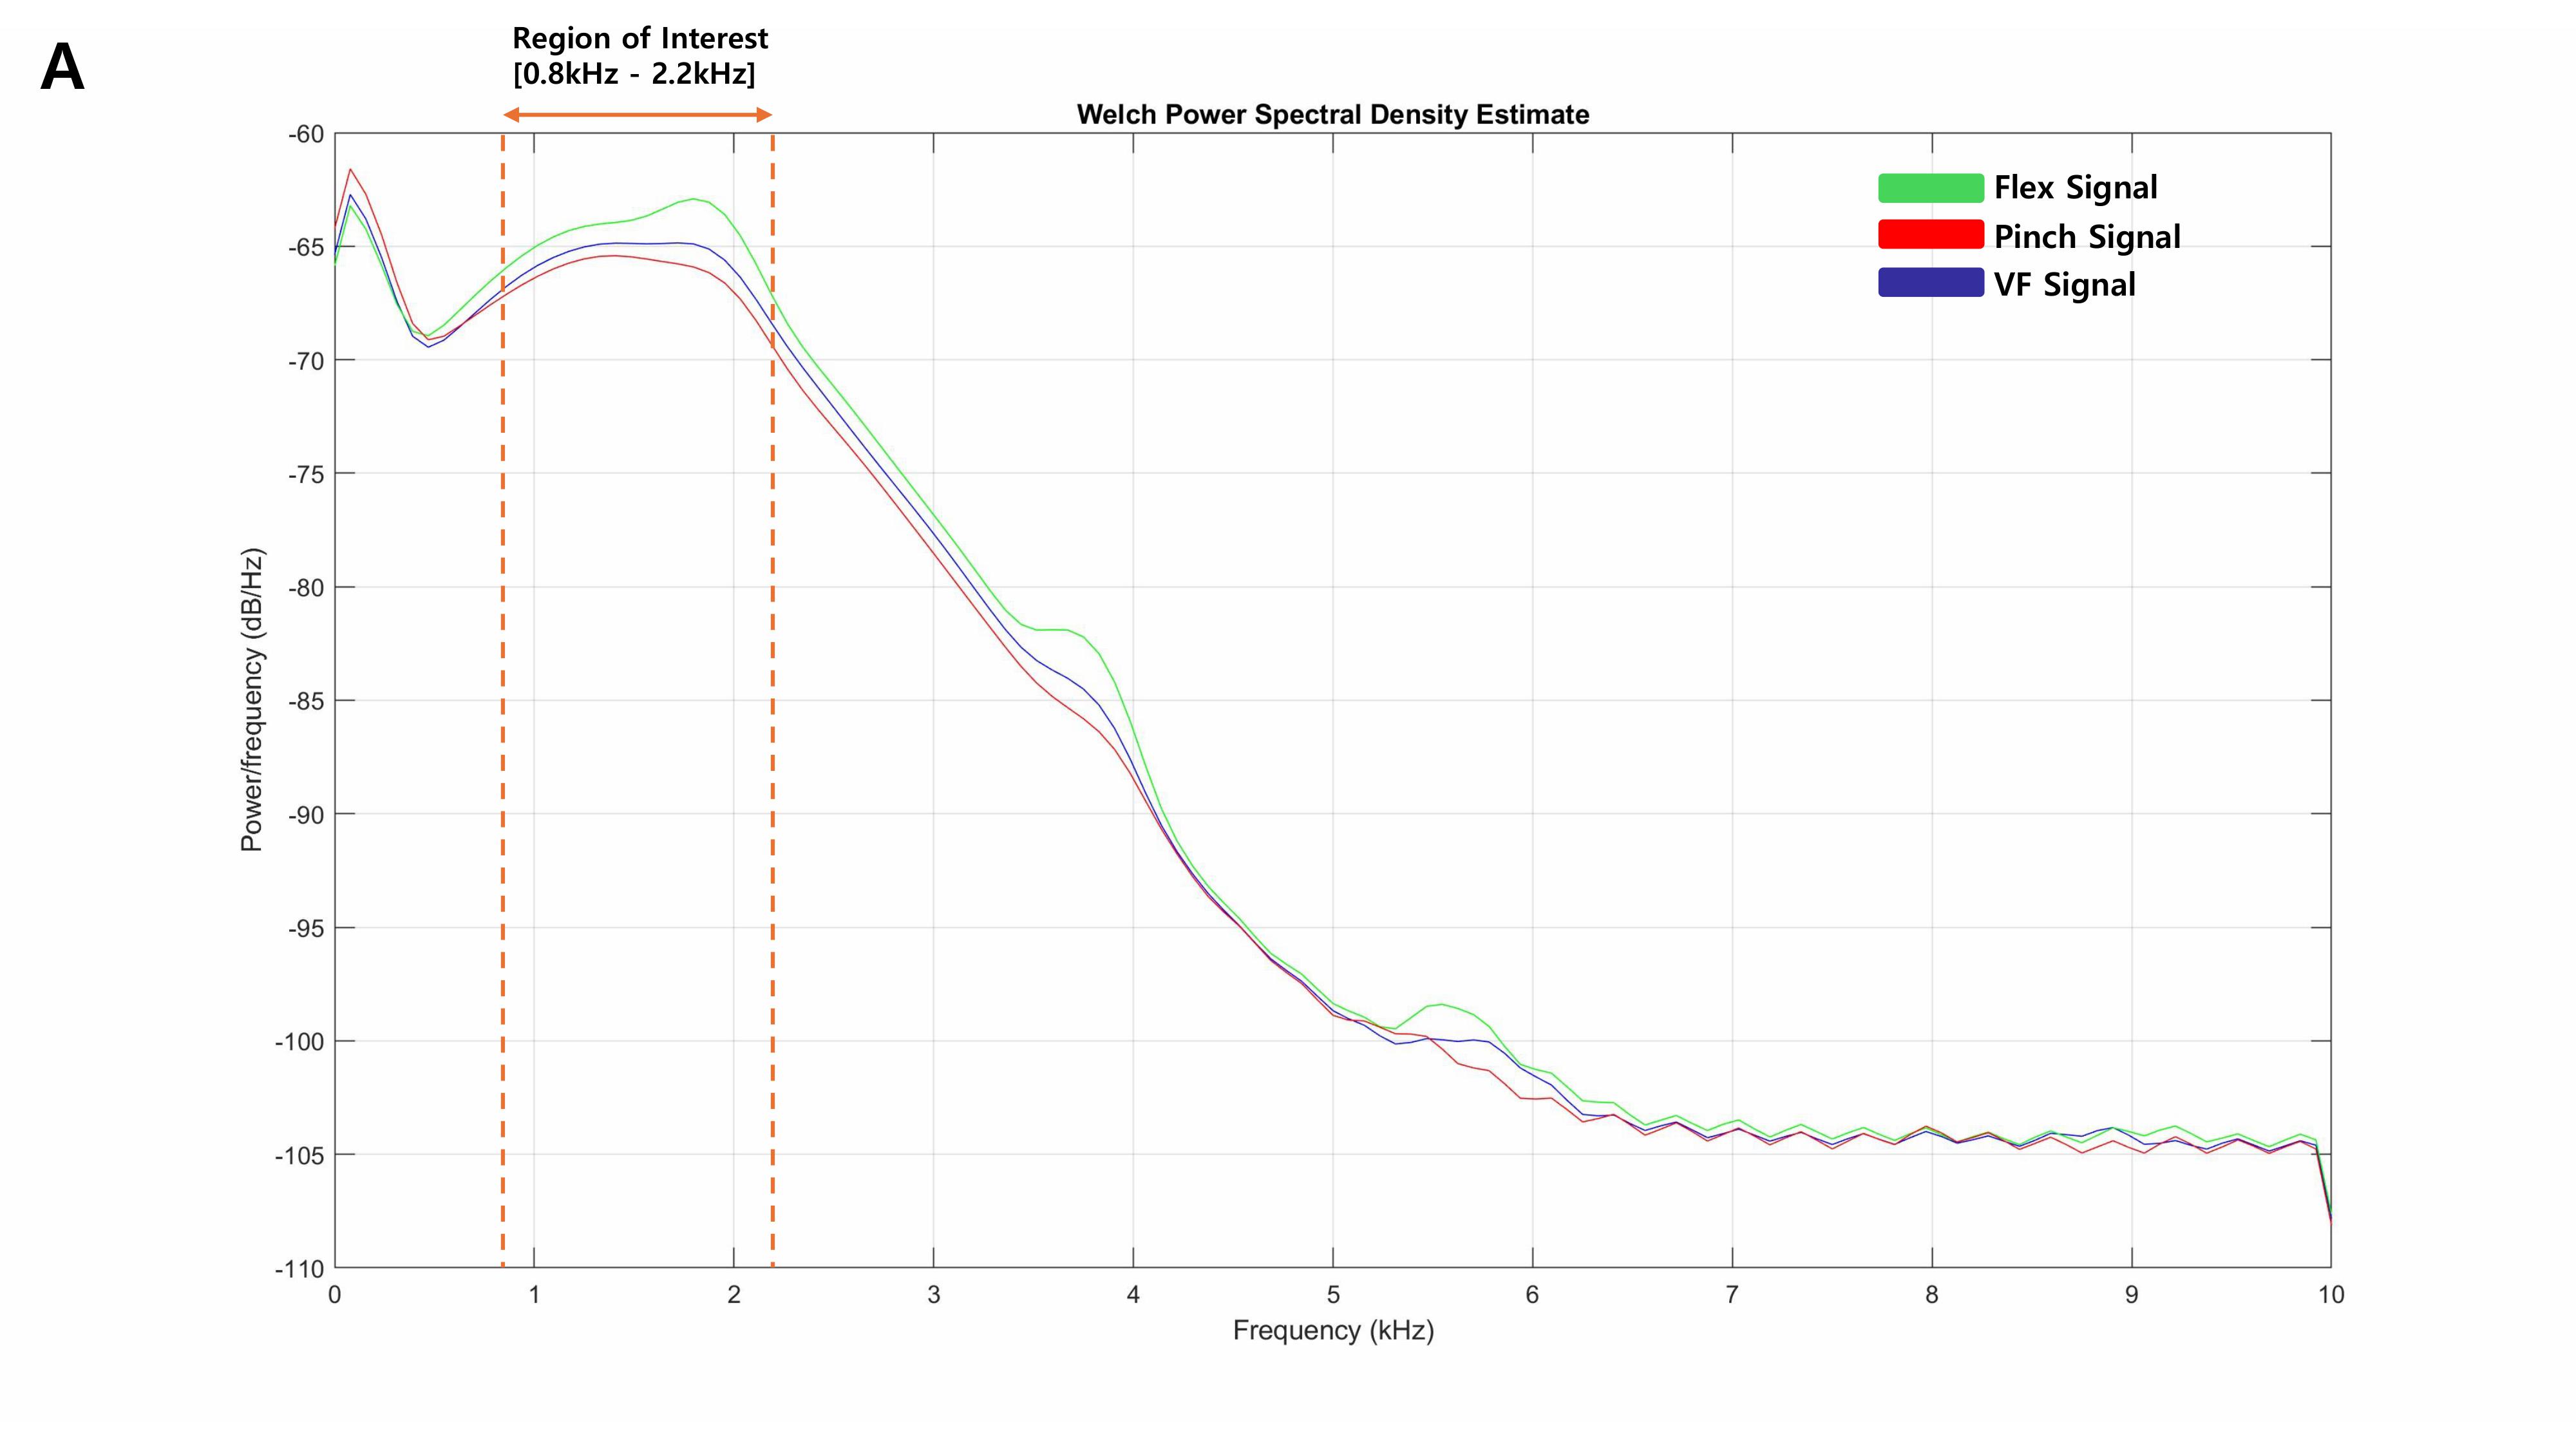 A
Region of Interest
[0.8kHz - 2.2kHz]
Welch Power Spectral Density Estimate
Flex Signal
Pinch Signal
VF Signal
Power/frequency (dB/Hz)
-60
-65
-70
-75
-80
-85
-90
-95
-100
-105
-110
0 1 2 3 4 5 6 7 8 9 10
Frequency (kHz)